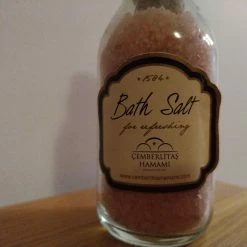 1584
Bath Salt
for refreshing
ÇEMBERLİTAŞ
HAMAMI
www.cemberlitashamami.com